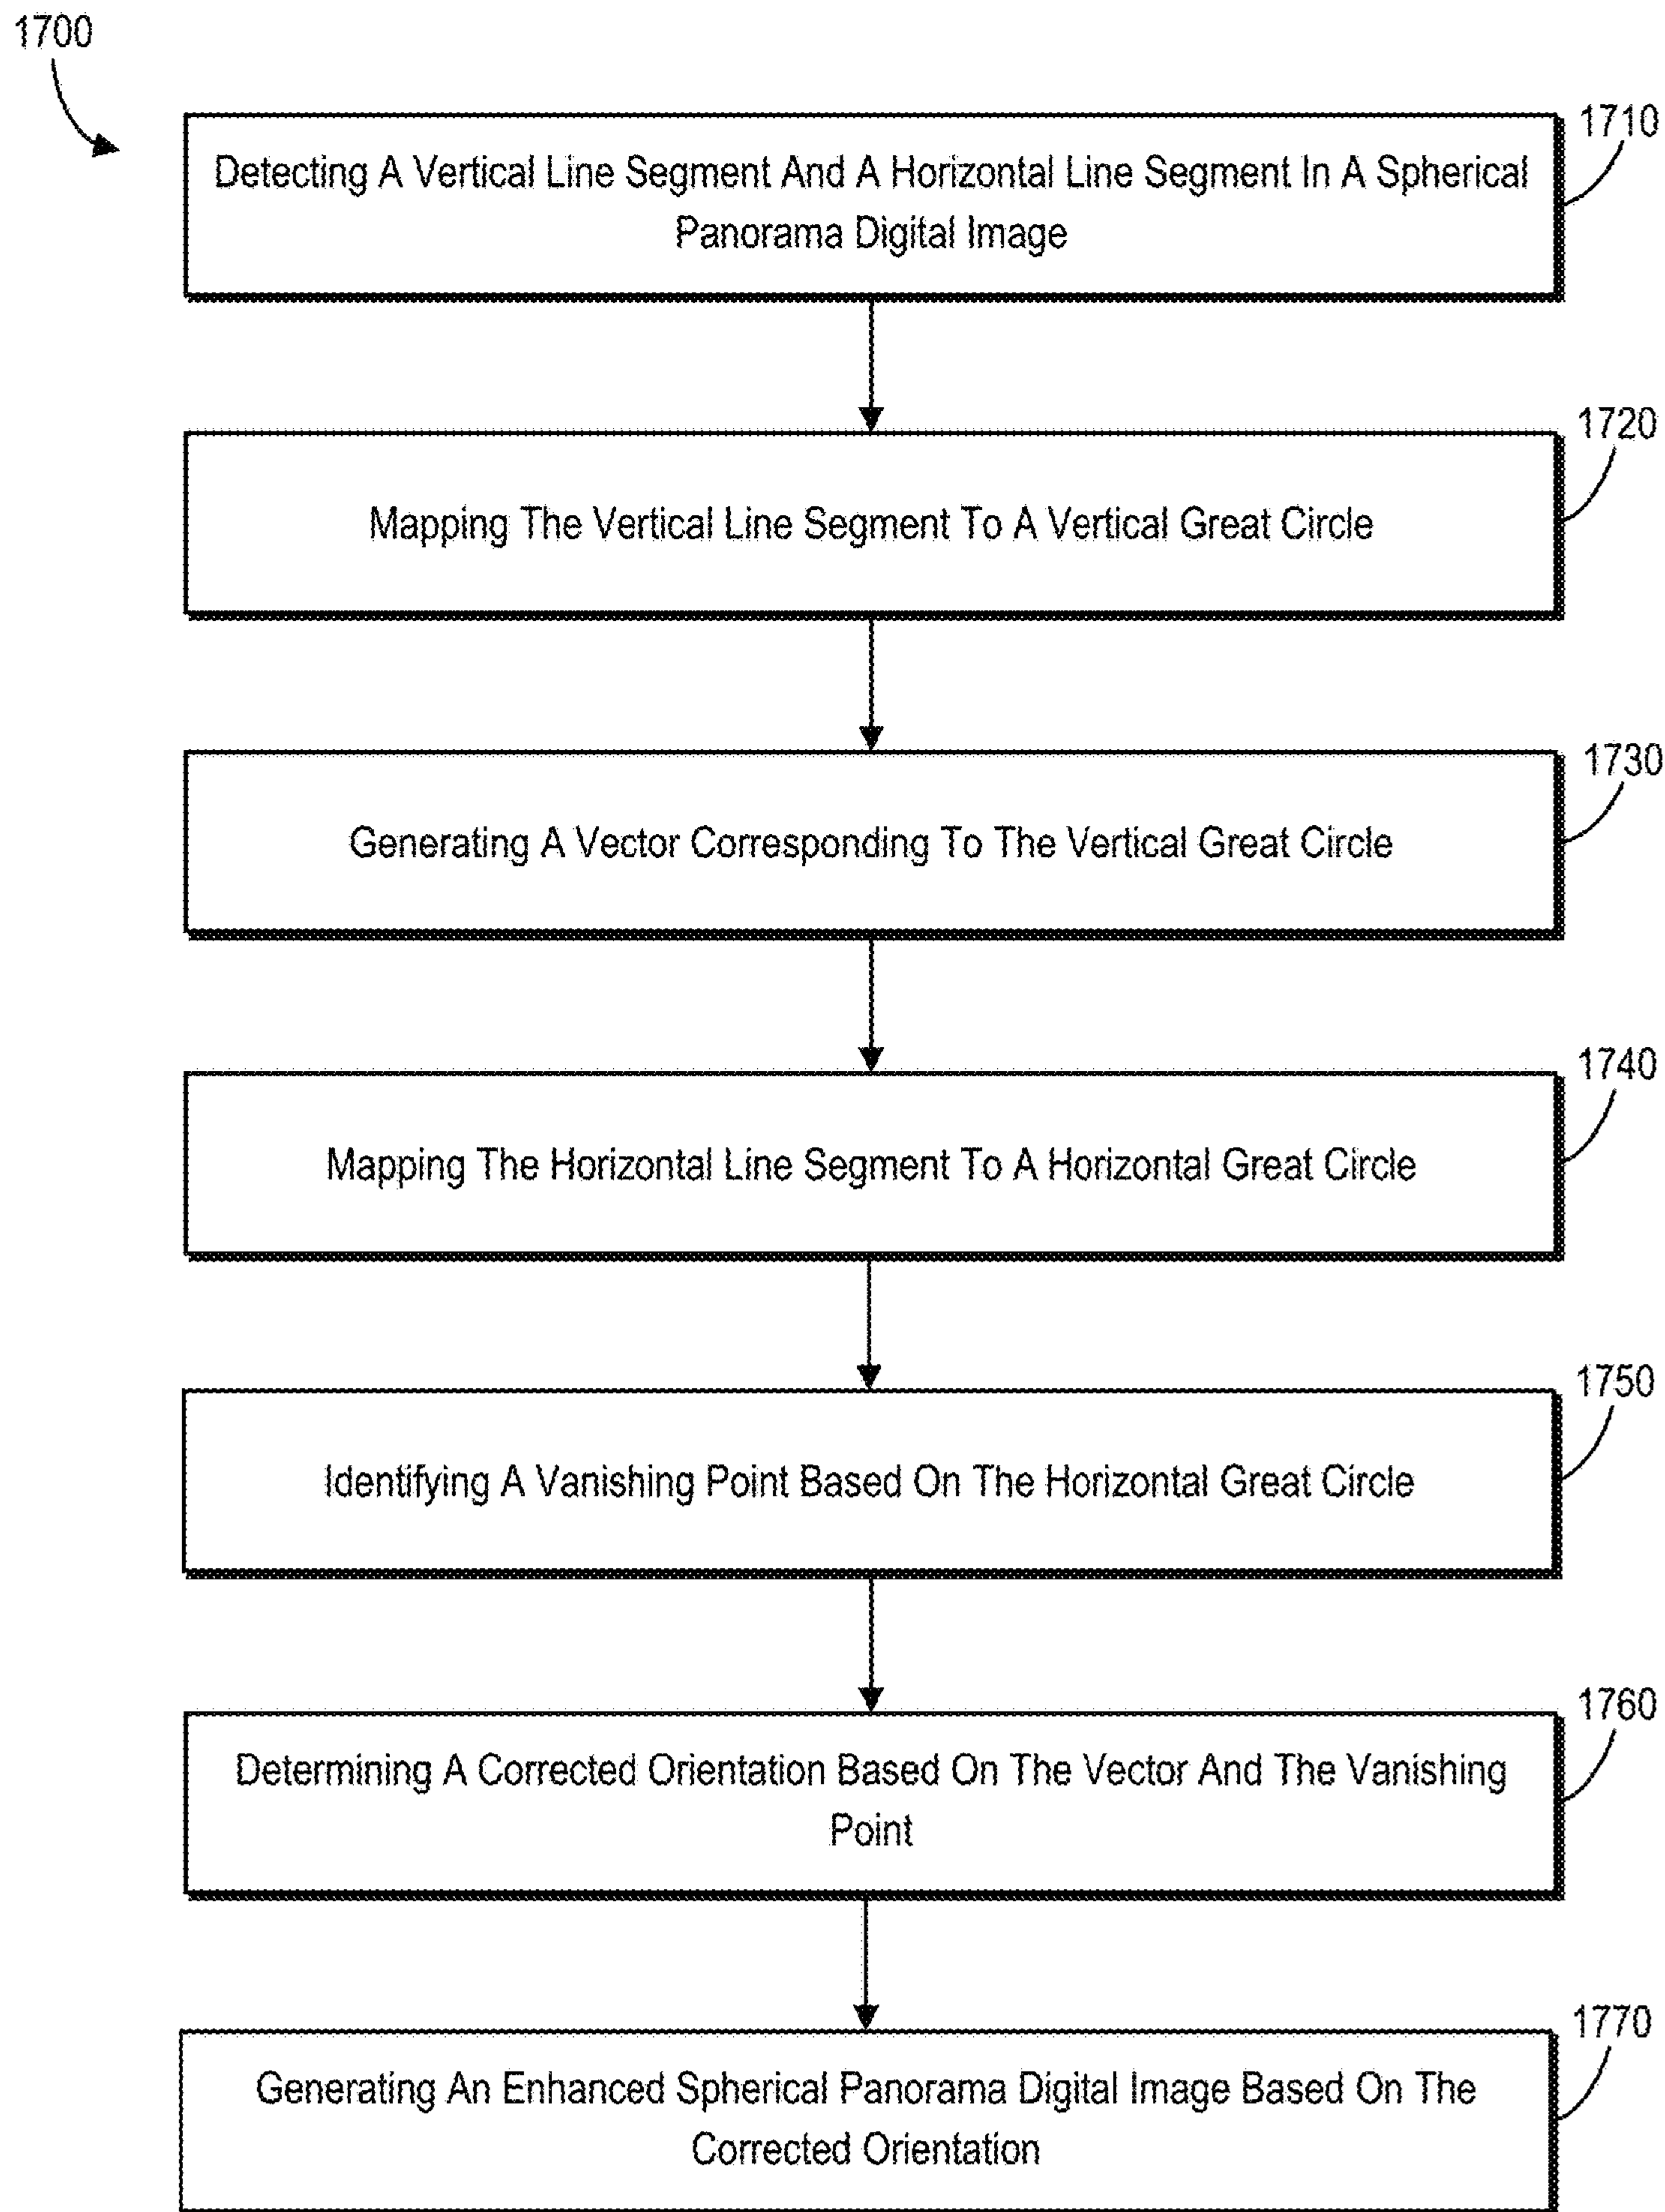 1700
1710
Detecting A Vertical Line Segment And A Horizontal Line Segment In A Spherical
Panorama Digital Image
1720
Mapping The Vertical Line Segment To A Vertical Great Circle
1730
Generating A Vector Corresponding To The Vertical Great Circle
1740
Mapping The Horizontal Line Segment To A Horizontal Great Circle
1750
Identifying A Vanishing Point Based On The Horizontal Great Circle
1760
Determining A Corrected Orientation Based On The Vector And The Vanishing
Point
1770
Generating An Enhanced Spherical Panorama Digital Image Based On The
Corrected Orientation